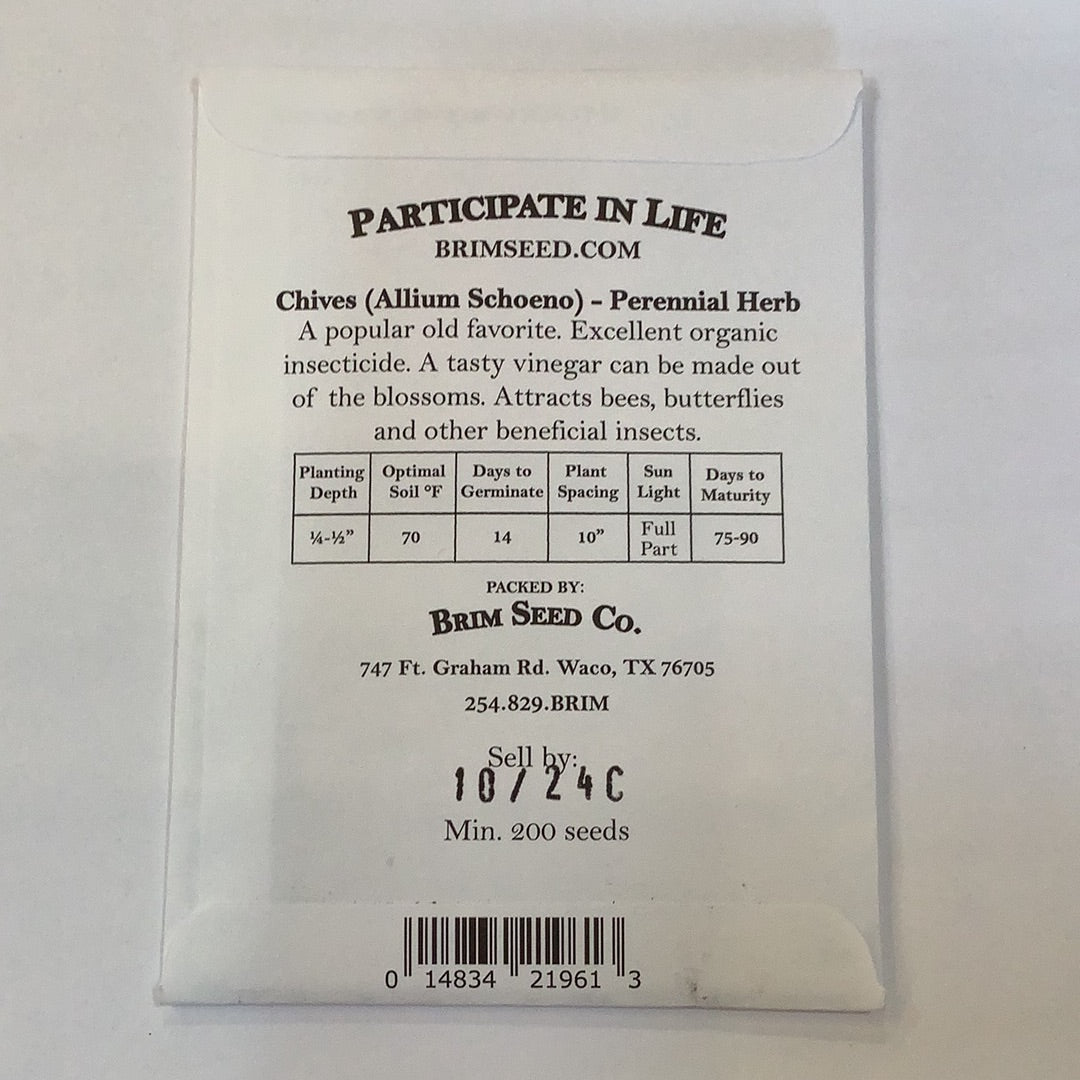 PARTICIPATE IN LIFE
BRIMSEED.COM
Chives (Allium Schoeno) - Perennial Herb
A popular old favorite. Excellent organic
insecticide. A tasty vinegar can be made out
of the blossoms. Attracts bees, butterflies
and other beneficial insects.
Planting Depth Optimal Soil °F Days to Germinate Plant Spacing Sun Light Days to Maturity
¼-½” 70 14 10” Full Part 75-90
PACKED BY:
BRIM SEED CO.
747 Ft. Graham Rd. Waco, TX 76705
254.829.BRIM
Sell by:
10/24C
Min. 200 seeds
0 14834 21961 3